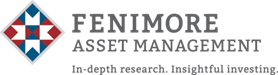 FENIMORE
ASSET MANAGEMENT
In-depth research. Insightful investing.